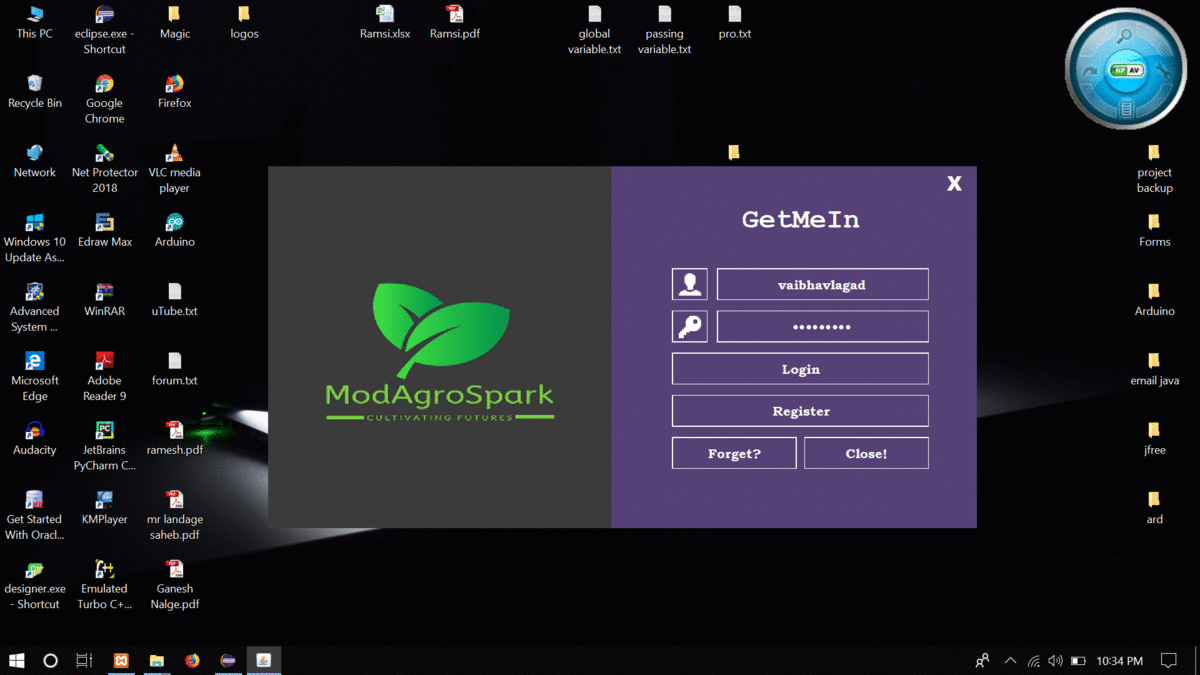 This PC
eclipse.exe -
Shortcut
Magic
logos
Ramsi.xlsx
Ramsi.pdf
global
variable.txt
passing
variable.txt
pro.txt
NP AV
Recycle Bin
Google
Chrome
Firefox
Network
Net Protector
2018
VLC media
player
project
backup
Windows 10
Update As...
Edraw Max
Arduino
Forms
Advanced
System ...
WinRAR
uTube.txt
Arduino
Microsoft
Edge
Adobe
Reader 9
forum.txt
email java
Audacity
JetBrains
PyCharm C...
ramesh.pdf
jfree
Get Started
With Oracl...
KMPlayer
mr landage
saheb.pdf
ard
designer.exe
- Shortcut
Emulated
Turbo C+...
Ganesh
Nalge.pdf
ModAgroSpark
CULTIVATING FUTURES
X
GetMeIn
vaibhavlagad
•••••••••
Login
Register
Forget?
Close!
10:34 PM